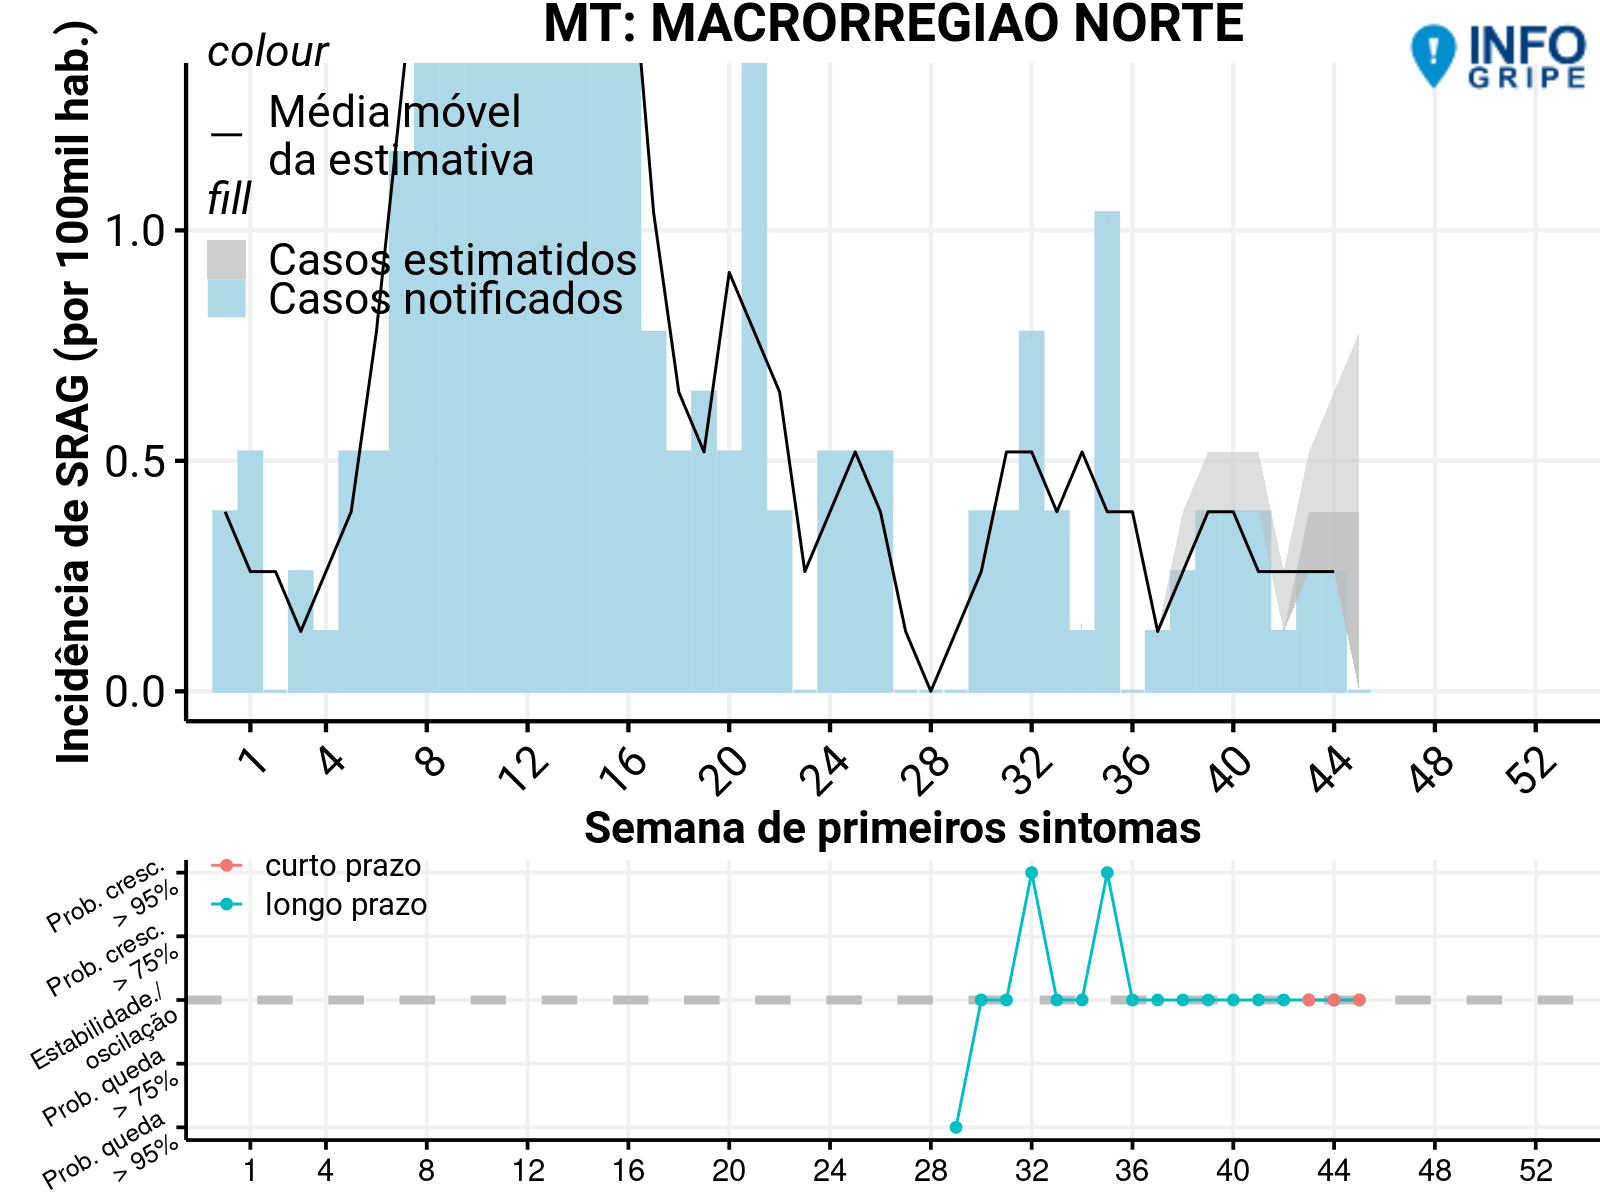 MT: MACRORREGIAO NORTE
INFO
GRIPE
Incidência de SRAG (por 100mil hab.)
colour
Média móvel
da estimativa
fill
Casos estimatidos
Casos notificados
1.0
0.5
0.0
1 4 8 12 16 20 24 28 32 36 40 44 48 52
Semana de primeiros sintomas
curto prazo
longo prazo
Prob. cresc.
> 95%
Prob. cresc.
> 75%
Estabilidade./
oscilação
Prob. queda
> 75%
Prob. queda
> 95%
1 4 8 12 16 20 24 28 32 36 40 44 48 52